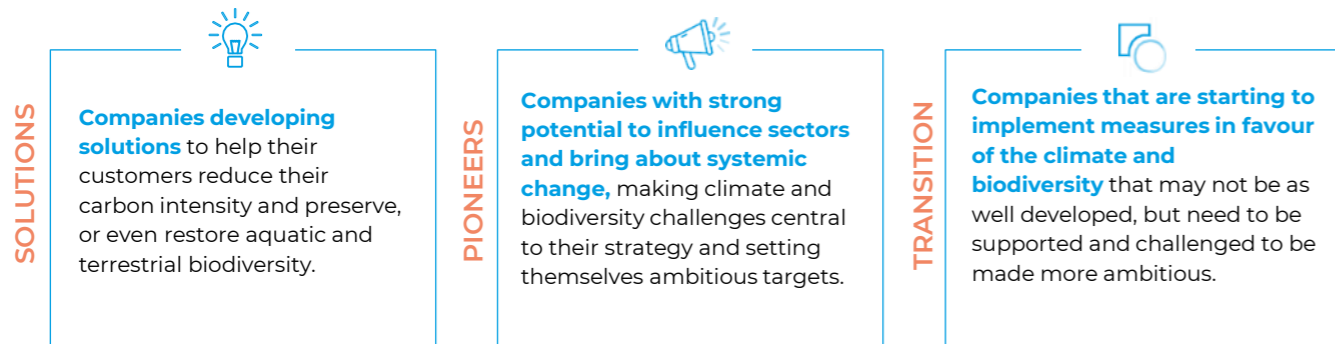 SOLUTIONS
Companies developing
solutions to help their
customers reduce their
carbon intensity and preserve,
or even restore aquatic and
terrestrial biodiversity.
PIONEERS
Companies with strong
potential to influence sectors
and bring about systemic
change, making climate and
biodiversity challenges central
to their strategy and setting
themselves ambitious targets.
TRANSITION
Companies that are starting to
implement measures in favour
of the climate and
biodiversity that may not be as
well developed, but need to be
supported and challenged to be
made more ambitious.